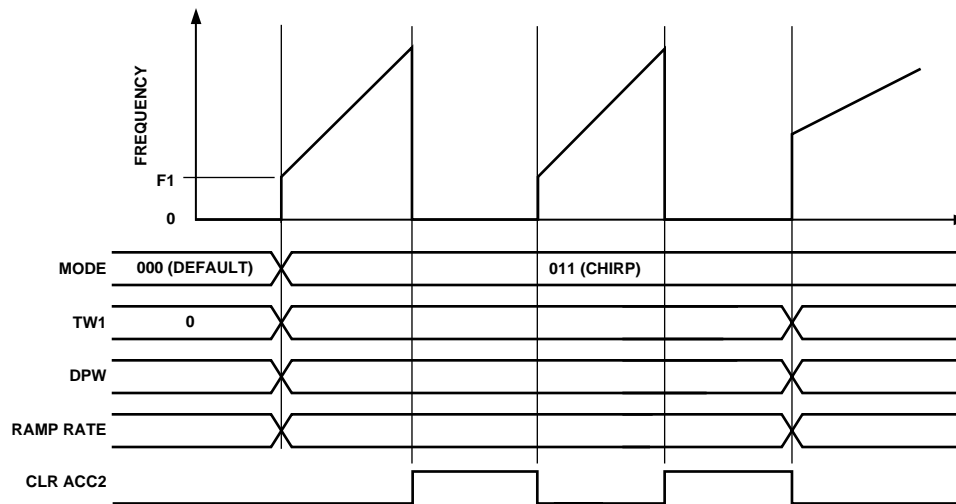 FREQUENCY
F1
0
MODE 000 (DEFAULT) 011 (CHIRP)
TW1 0
DPW
RAMP RATE
CLR ACC2